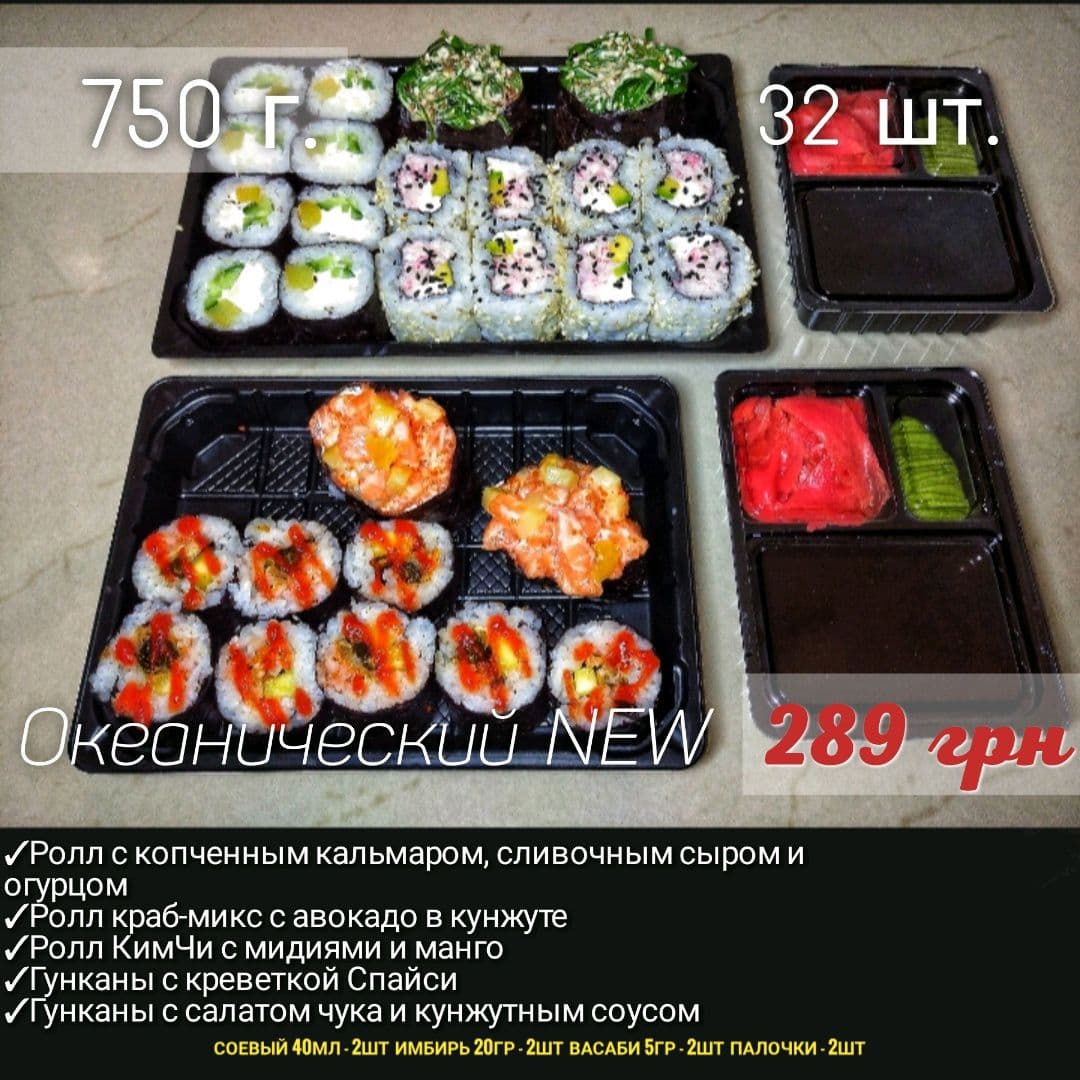 750 г.
32 шт.
Океанический NEW
289 грн
✓Ролл с копченным кальмаром, сливочным сыром и
огурцом
✓Ролл краб-микс с авокадо в кунжуте
✓Ролл КимЧи с мидиями и манго
✓Гунканы с креветкой Спайси
✓Гунканы с салатом чука и кунжутным соусом
СОЕВЫЙ 40МЛ - 2ШТ ИМБИРЬ 20ГР - 2ШТ ВАСАБИ 5ГР - 2ШТ ПАЛОЧКИ - 2ШТ